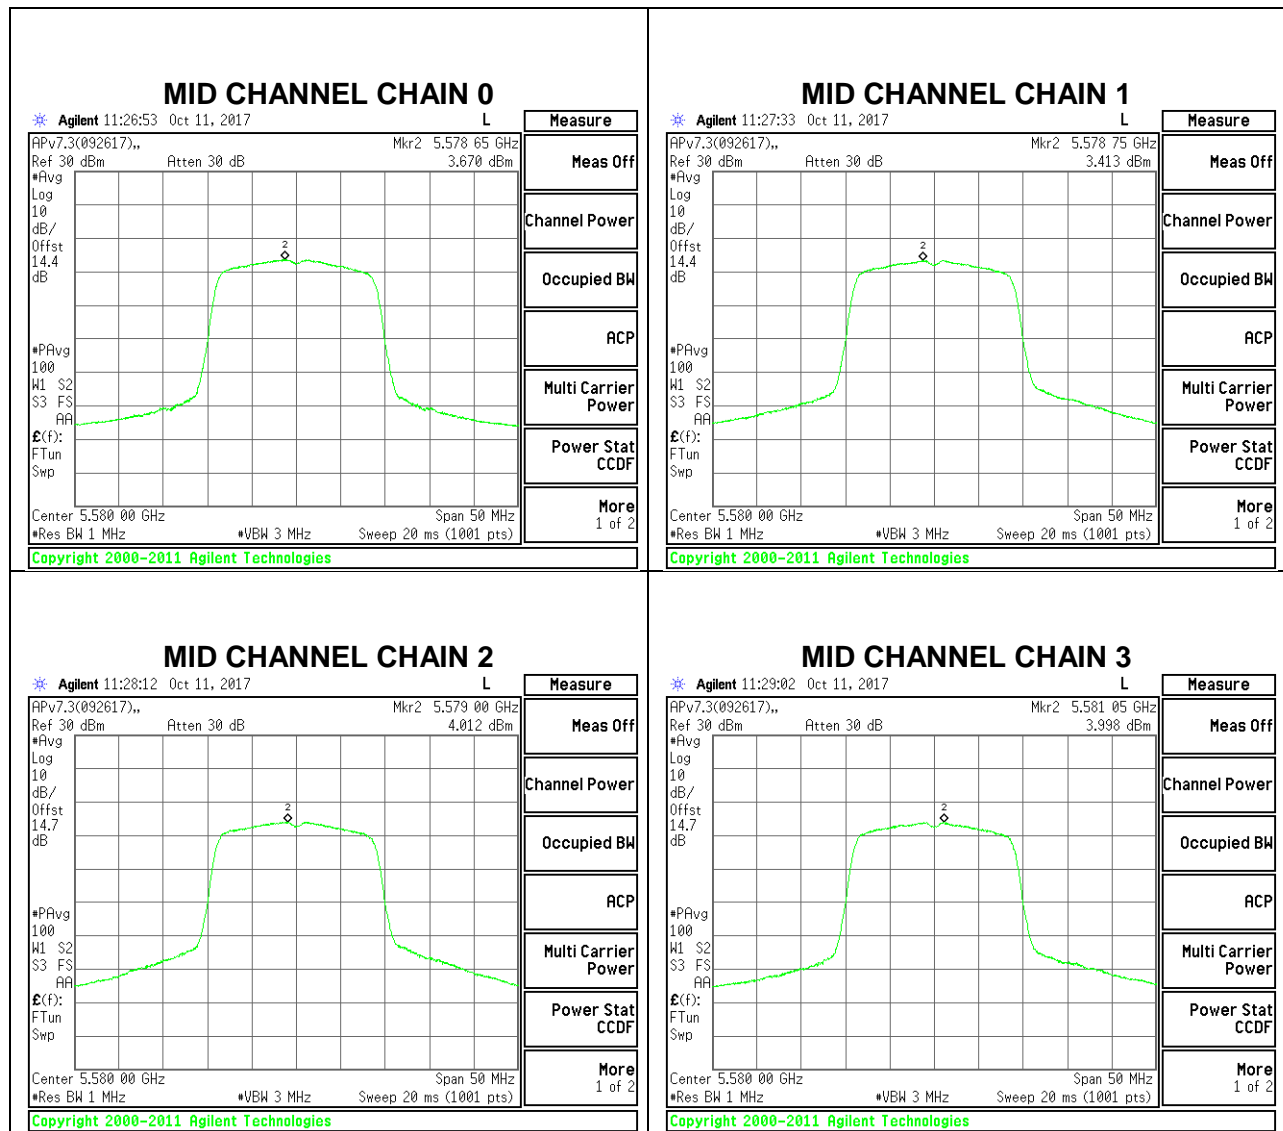 MID CHANNEL CHAIN 0
Agilent 11:26:53 Oct 11, 2017 L Measure
APv7.3(092617),, Mkr2 5.578 65 GHz
Ref 30 dBm Atten 30 dB 3.670 dBm Meas Off
#Avg
Log
10
dB/
Offst
14.4
dB
2
#PAvg
100
W1 S2
S3 FS
AA
£(f):
FTun
Swp
Channel Power
Occupied BW
ACP
Multi Carrier
Power
Power Stat
CCDF
More
1 of 2
Center 5.580 00 GHz Span 50 MHz
#Res BW 1 MHz #VBW 3 MHz Sweep 20 ms (1001 pts)
Copyright 2000-2011 Agilent Technologies
MID CHANNEL CHAIN 1
Agilent 11:27:33 Oct 11, 2017 L Measure
APv7.3(092617),, Mkr2 5.578 75 GHz
Ref 30 dBm Atten 30 dB 3.413 dBm Meas Off
#Avg
Log
10
dB/
Offst
14.4
dB
2
#PAvg
100
W1 S2
S3 FS
AA
£(f):
FTun
Swp
Channel Power
Occupied BW
ACP
Multi Carrier
Power
Power Stat
CCDF
More
1 of 2
Center 5.580 00 GHz Span 50 MHz
#Res BW 1 MHz #VBW 3 MHz Sweep 20 ms (1001 pts)
Copyright 2000-2011 Agilent Technologies
MID CHANNEL CHAIN 2
Agilent 11:28:12 Oct 11, 2017 L Measure
APv7.3(092617),, Mkr2 5.579 00 GHz
Ref 30 dBm Atten 30 dB 4.012 dBm Meas Off
#Avg
Log
10
dB/
Offst
14.7
dB
2
#PAvg
100
W1 S2
S3 FS
AA
£(f):
FTun
Swp
Channel Power
Occupied BW
ACP
Multi Carrier
Power
Power Stat
CCDF
More
1 of 2
Center 5.580 00 GHz Span 50 MHz
#Res BW 1 MHz #VBW 3 MHz Sweep 20 ms (1001 pts)
Copyright 2000-2011 Agilent Technologies
MID CHANNEL CHAIN 3
Agilent 11:29:02 Oct 11, 2017 L Measure
APv7.3(092617),, Mkr2 5.581 05 GHz
Ref 30 dBm Atten 30 dB 3.998 dBm Meas Off
#Avg
Log
10
dB/
Offst
14.7
dB
2
#PAvg
100
W1 S2
S3 FS
AA
£(f):
FTun
Swp
Channel Power
Occupied BW
ACP
Multi Carrier
Power
Power Stat
CCDF
More
1 of 2
Center 5.580 00 GHz Span 50 MHz
#Res BW 1 MHz #VBW 3 MHz Sweep 20 ms (1001 pts)
Copyright 2000-2011 Agilent Technologies